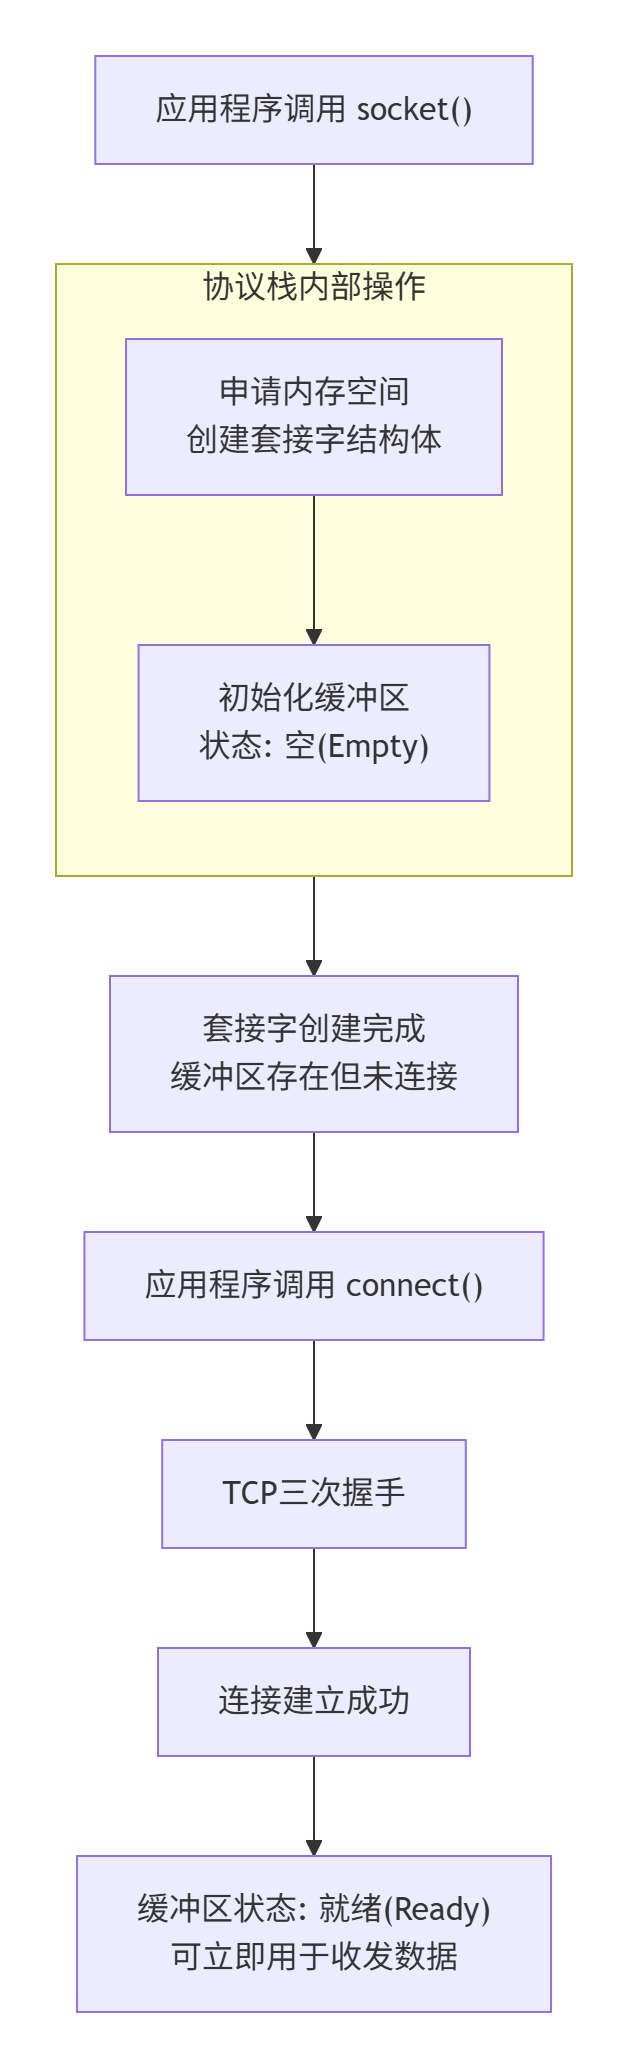 应用程序调用 socket()
协议栈内部操作
申请内存空间
创建套接字结构体
初始化缓冲区
状态: 空(Empty)
套接字创建完成
缓冲区存在但未连接
应用程序调用 connect()
TCP三次握手
连接建立成功
缓冲区状态: 就绪(Ready)
可立即用于收发数据